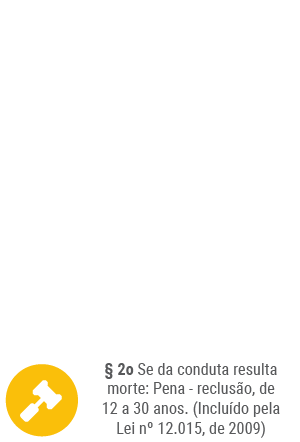 § 2o Se da conduta resulta
morte: Pena - reclusão, de
12 a 30 anos. (Incluído pela
Lei nº 12.015, de 2009)